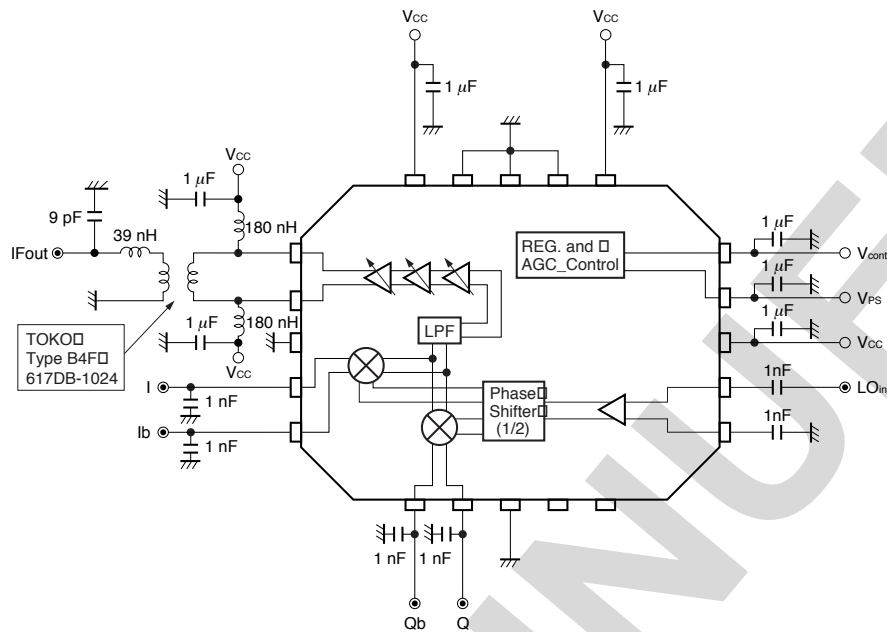 VCC
VCC
1 μF
1 μF
VCC
1 μF
9 pF
39 nH
180 nH
IFout
TOKO□
Type B4F□
617DB-1024
1 μF
180 nH
VCC
REG. and □
AGC_Control
1 μF
Vcont
1 μF
VPS
1 μF
VCC
LPF
I
1 nF
Ib
1 nF
Phase□
Shifter□
(1/2)
1nF
LOin
1nF
1 nF
1 nF
Qb
Q